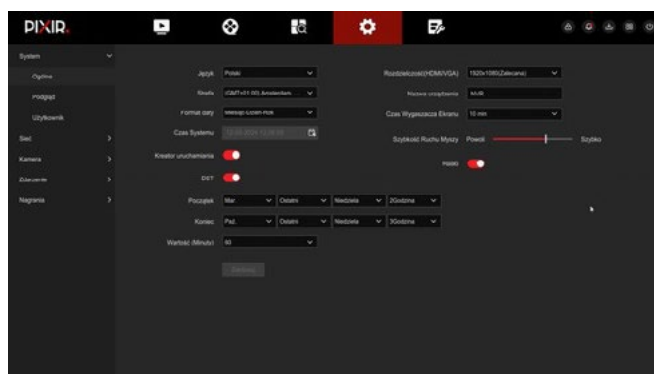 PIXIR.
System
Ogólne
Podgląd
Użytkownik
Sieć
Kamera
Zdarzenie
Nagrania
Język Polski
Strefa (GMT+01:00) Amsterdam ...
Format daty Miesiąc-Dzień-Rok
Czas Systemu
Kreator uruchamiania
DST
Początek Mar. Ostatni Niedziela 2Godzina
Koniec Paź. Ostatni Niedziela 3Godzina
Wartość (Minuty) 60
Rozdzielczość(HDMI/VGA) 1920x1080(Zalecana)
Nazwa urządzenia NVR
Czas Wygaszacza Ekranu 10 min
Szybkość Ruchu Myszy Powoli Szybko